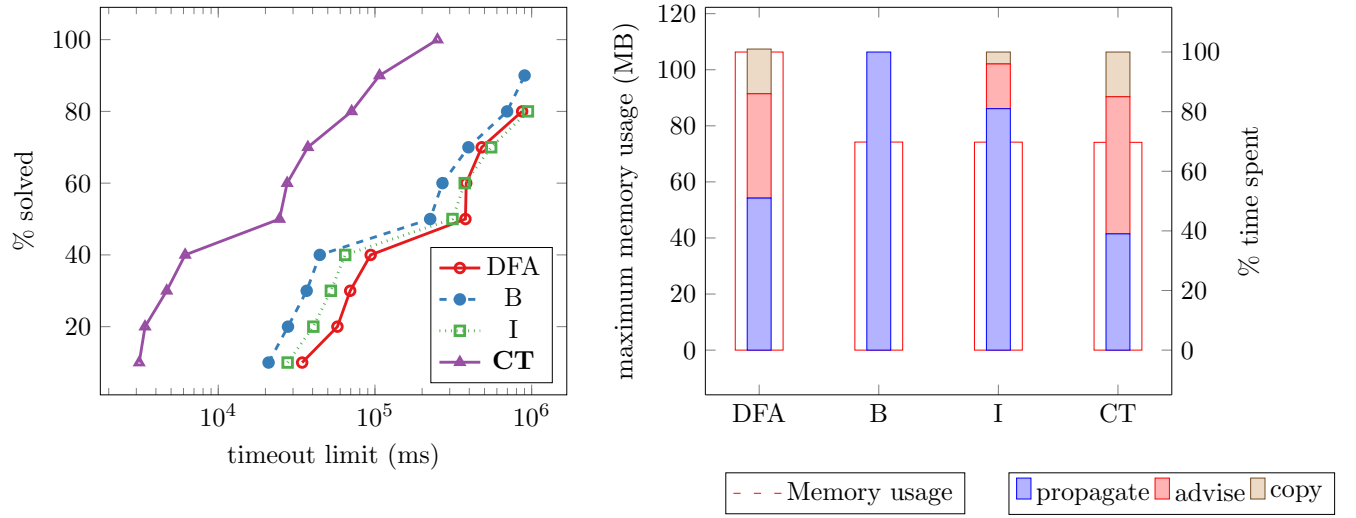 % solved
100
80
60
40
20
10^4
10^5
10^6
timeout limit (ms)
DFA
B
I
CT
maximum memory usage (MB)
120
100
80
60
40
20
0
DFA
B
I
CT
100
80
60
40
20
0
% time spent
Memory usage
propagate advise copy